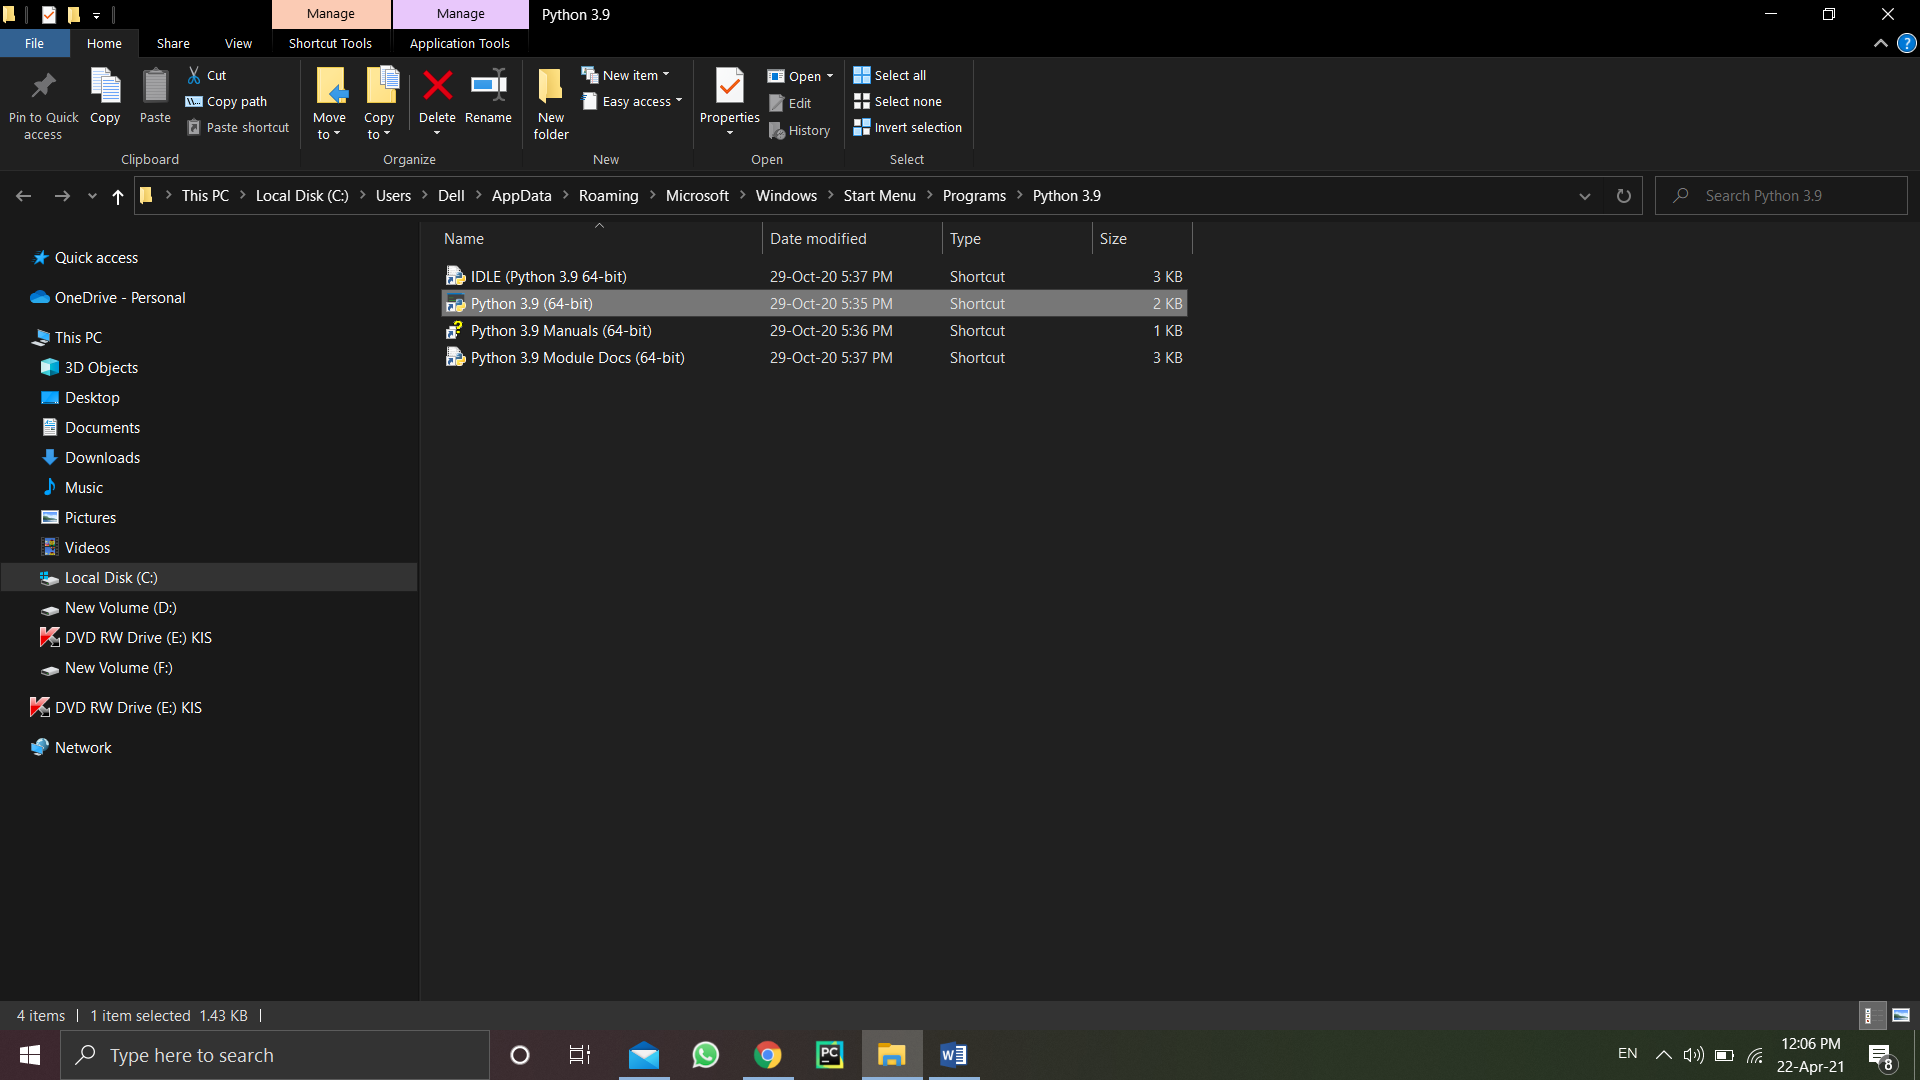 Manage Manage Python 3.9
File Home Share View Shortcut Tools Application Tools ?
Pin to Quick access
Copy
Paste
Cut
Copy path
Paste shortcut
Clipboard
Move to
Copy to
Delete
Rename
Organize
New folder
New item
Easy access
New
Properties
Open
Edit
History
Open
Select all
Select none
Invert selection
Select
This PC Local Disk (C:) Users Dell AppData Roaming Microsoft Windows Start Menu Programs Python 3.9
Search Python 3.9
Quick access
OneDrive - Personal
This PC
3D Objects
Desktop
Documents
Downloads
Music
Pictures
Videos
Local Disk (C:)
New Volume (D:)
DVD RW Drive (E:) KIS
New Volume (F:)
DVD RW Drive (E:) KIS
Network
Name Date modified Type Size
IDLE (Python 3.9 64-bit) 29-Oct-20 5:37 PM Shortcut 3 KB
Python 3.9 (64-bit) 29-Oct-20 5:35 PM Shortcut 2 KB
Python 3.9 Manuals (64-bit) 29-Oct-20 5:36 PM Shortcut 1 KB
Python 3.9 Module Docs (64-bit) 29-Oct-20 5:37 PM Shortcut 3 KB
4 items 1 item selected 1.43 KB
Type here to search
PC
W
EN
12:06 PM
22-Apr-21
8